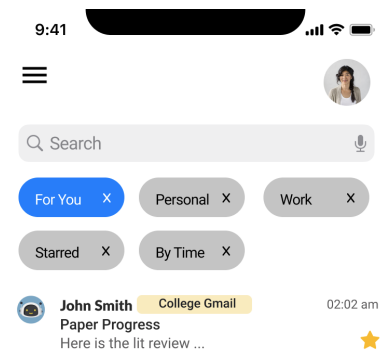 9:41
Search
For You X Personal X Work X
Starred X By Time X
John Smith College Gmail 02:02 am
Paper Progress
Here is the lit review ...